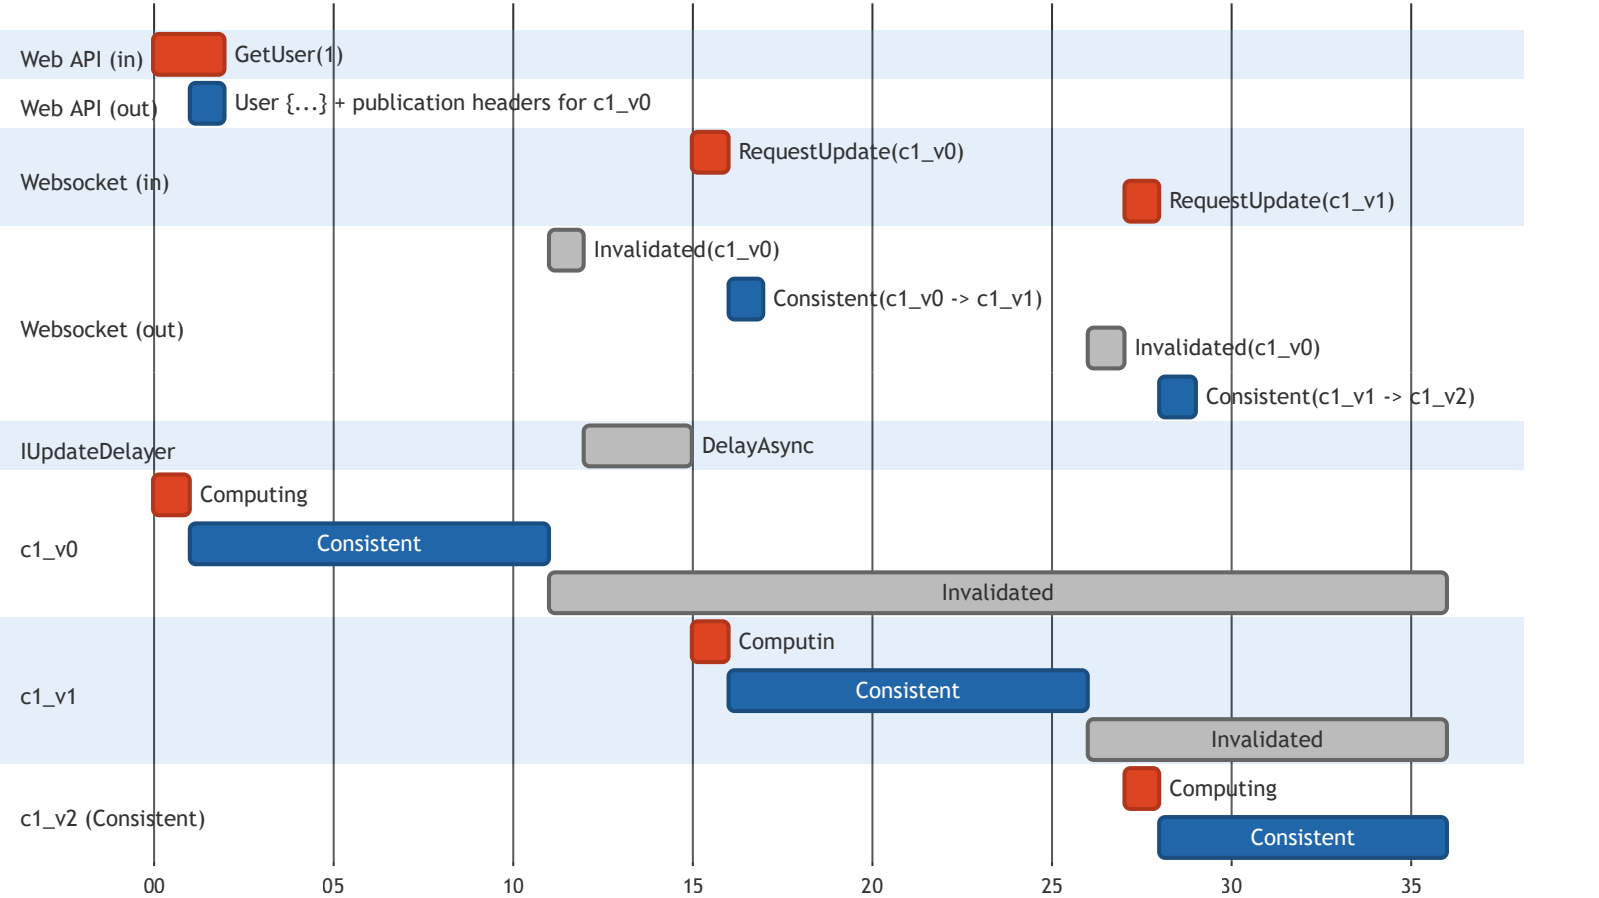 Web API (in)
GetUser(1)
Web API (out)
User {...} + publication headers for c1_v0
Websocket (in)
RequestUpdate(c1_v0)
RequestUpdate(c1_v1)
Websocket (out)
Invalidated(c1_v0)
Consistent(c1_v0 -> c1_v1)
Invalidated(c1_v0)
Consistent(c1_v1 -> c1_v2)
IUpdateDelayer
DelayAsync
c1_v0
Computing
Consistent
Invalidated
c1_v1
Computin
Consistent
Invalidated
c1_v2 (Consistent)
Computing
Consistent
00 05 10 15 20 25 30 35